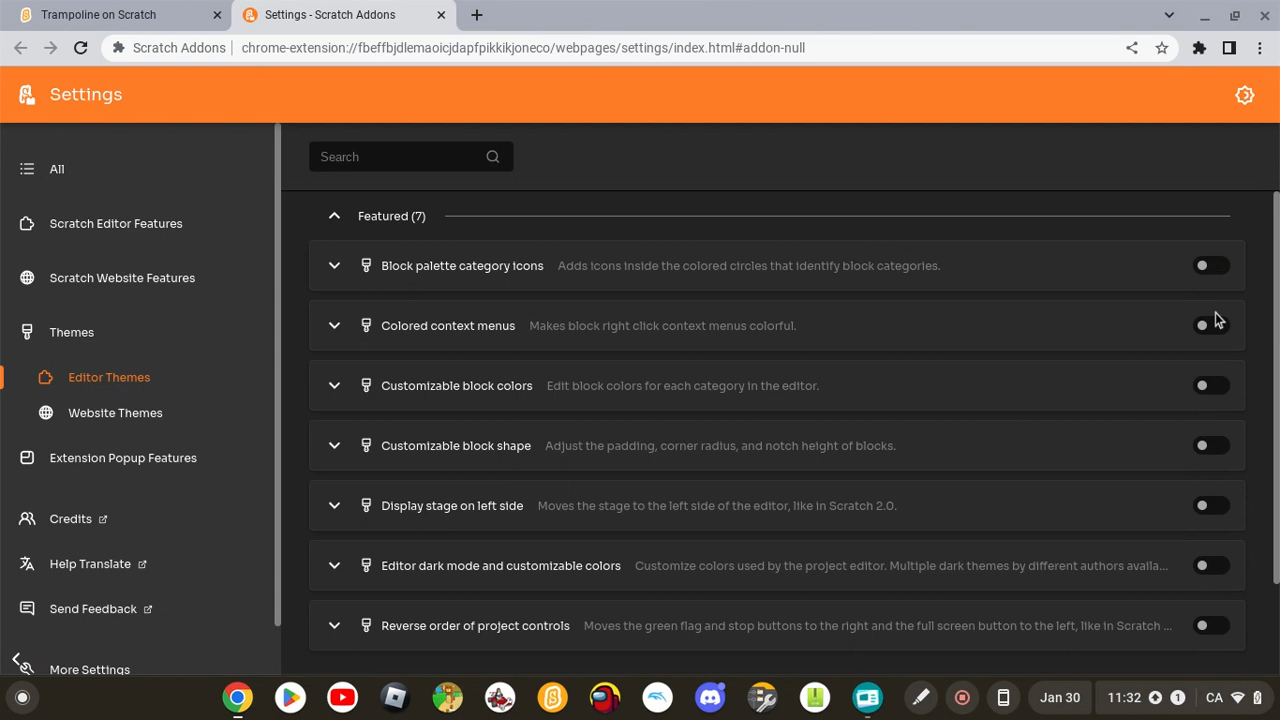 Trampoline on Scratch
Settings - Scratch Addons
Scratch Addons
chrome-extension://fbeffbjdlemaoicjdapfpikkikjoneco/webpages/settings/index.html#addon-null
Settings
All
Scratch Editor Features
Scratch Website Features
Themes
Editor Themes
Website Themes
Extension Popup Features
Credits
Help Translate
Send Feedback
More Settings
Search
Featured (7)
Block palette category icons Adds icons inside the colored circles that identify block categories.
Colored context menus Makes block right click context menus colorful.
Customizable block colors Edit block colors for each category in the editor.
Customizable block shape Adjust the padding, corner radius, and notch height of blocks.
Display stage on left side Moves the stage to the left side of the editor, like in Scratch 2.0.
Editor dark mode and customizable colors Customize colors used by the project editor. Multiple dark themes by different authors availa...
Reverse order of project controls Moves the green flag and stop buttons to the right and the full screen button to the left, like in Scratch ...
Jan 30
11:32
1
CA